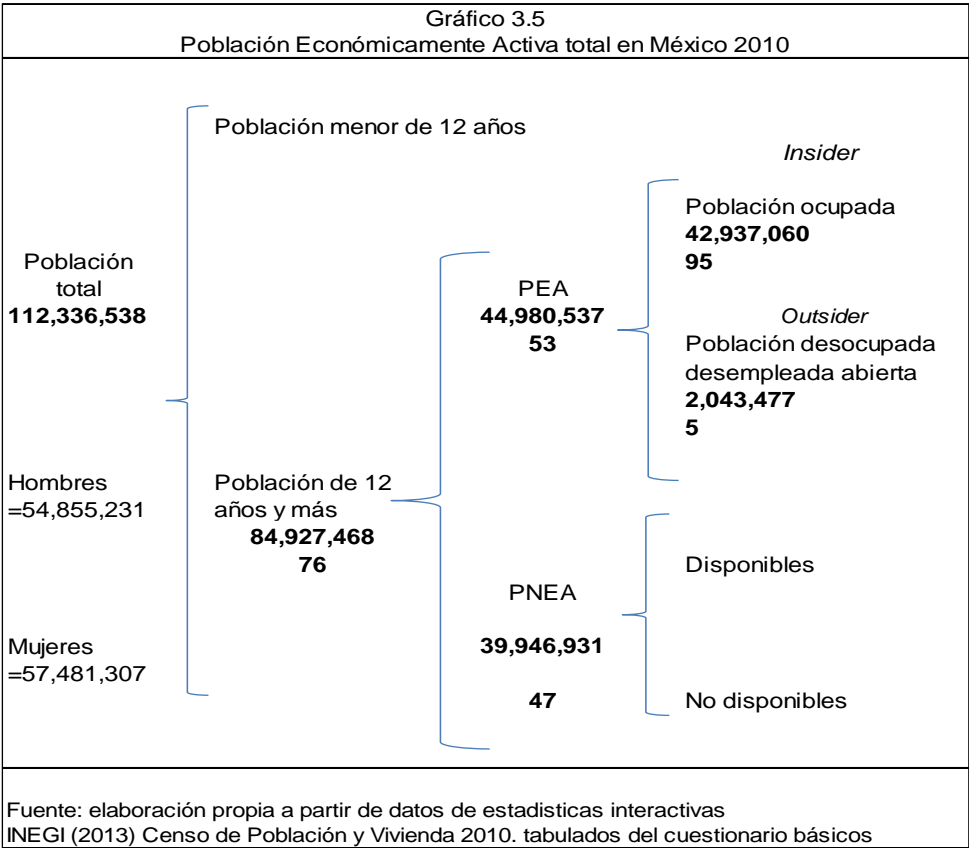 Gráfico 3.5
Población Económicamente Activa total en México 2010
Población total
112,336,538
Hombres
=54,855,231
Mujeres
=57,481,307
Población menor de 12 años
Población de 12
años y más
84,927,468
76
PEA
44,980,537
53
PNEA
39,946,931
47
Insider
Población ocupada
42,937,060
95
Outsider
Población desocupada
desempleada abierta
2,043,477
5
Disponibles
No disponibles
Fuente: elaboración propia a partir de datos de estadisticas interactivas
INEGI (2013) Censo de Población y Vivienda 2010. tabulados del cuestionario básicos